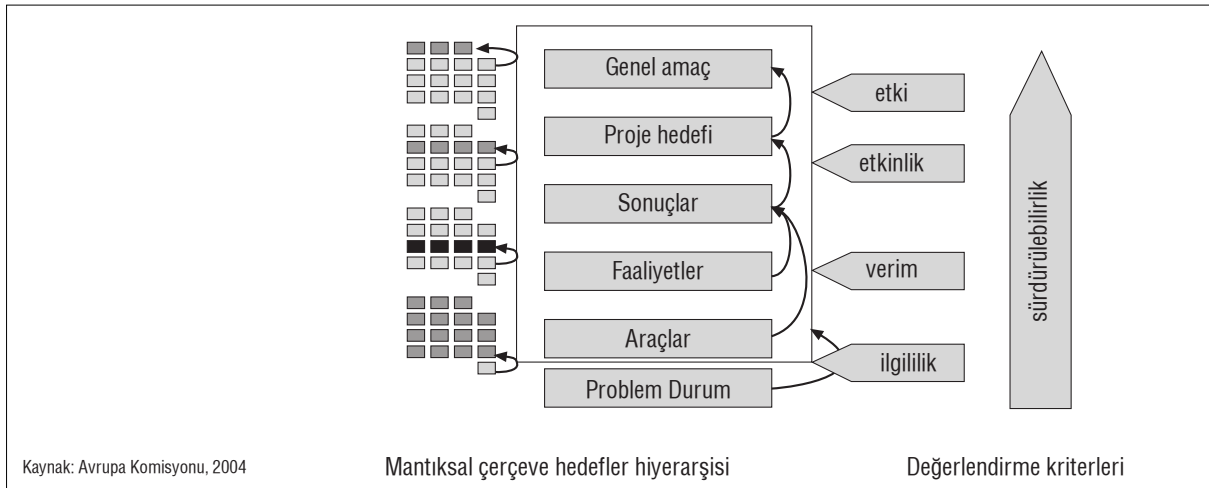 Genel amaç
Proje hedefi
Sonuçlar
Faaliyetler
Araçlar
Problem Durum
etki
etkinlik
verim
ilgililik
sürdürülebilirlik
Kaynak: Avrupa Komisyonu, 2004
Mantıksal çerçeve hedefler hiyerarşisi
Değerlendirme kriterleri